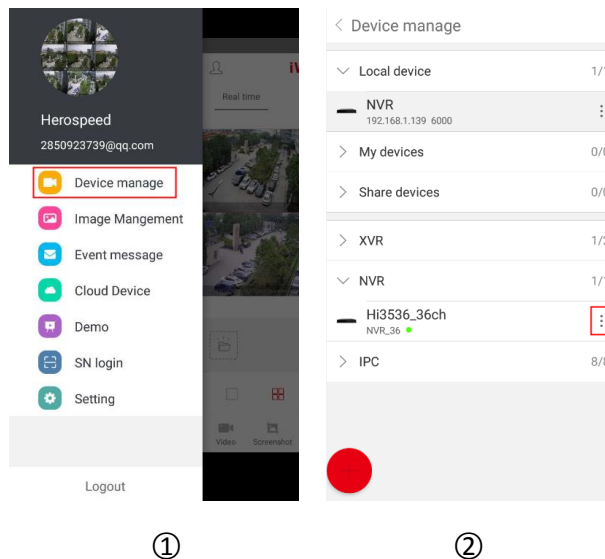 Herospeed
2850923739@qq.com
Device manage
Image Mangement
Event message
Cloud Device
Demo
SN login
Setting
Logout
Real time
Video Screenshot
①
Device manage
Local device
NVR
192.168.1.139 6000
My devices
Share devices
XVR
NVR
Hi3536_36ch
NVR_36
IPC
②